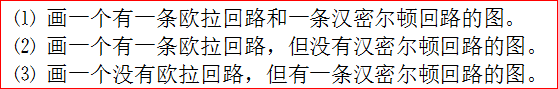 ⑴ 画一个有一条欧拉回路和一条汉密尔顿回路的图。
⑵ 画一个有一条欧拉回路，但没有汉密尔顿回路的图。
⑶ 画一个没有欧拉回路，但有一条汉密尔顿回路的图。